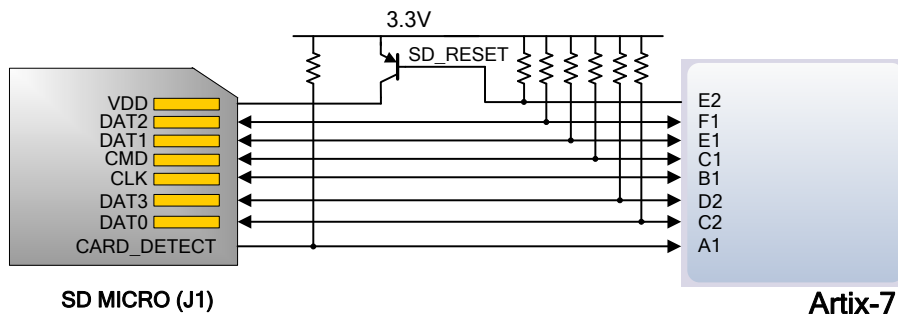 3.3V
SD_RESET
VDD
DAT2
DAT1
CMD
CLK
DAT3
DAT0
CARD_DETECT
E2
F1
E1
C1
B1
D2
C2
A1
SD MICRO (J1)
Artix-7